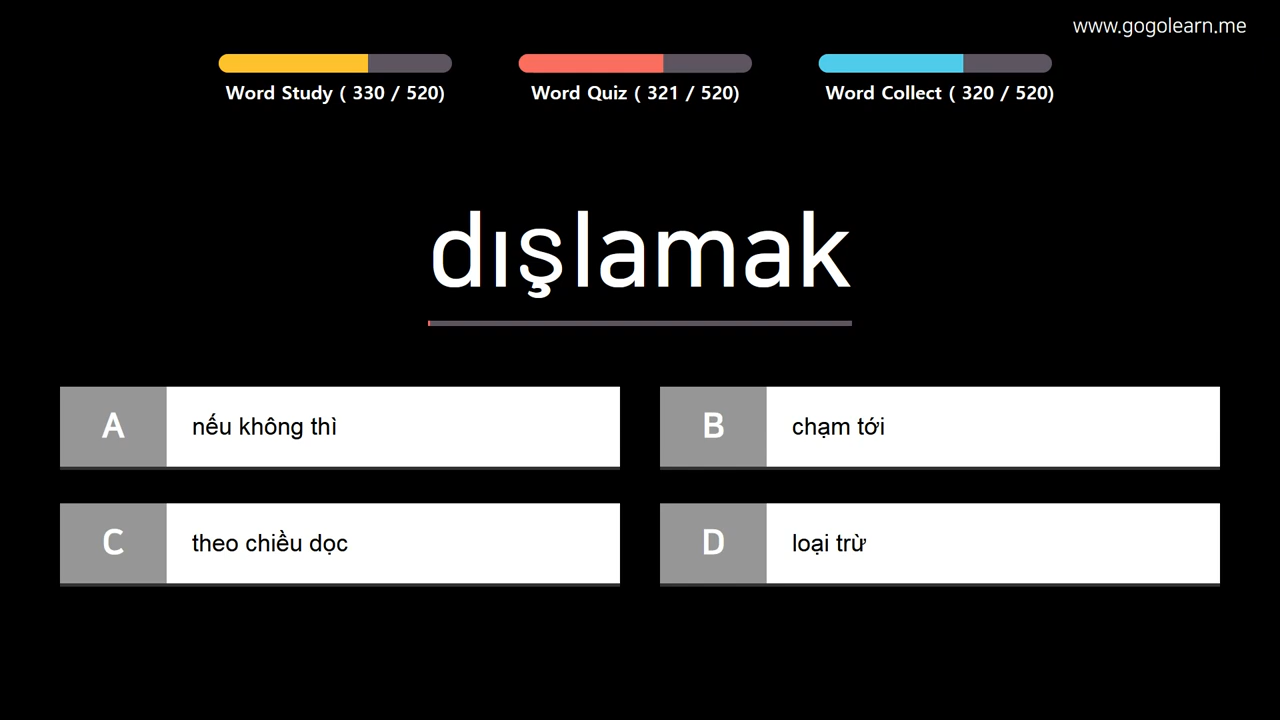 www.gogolearn.me
Word Study ( 330 / 520)
Word Quiz ( 321 / 520)
Word Collect ( 320 / 520)
dışlamak
A nếu không thì
B chạm tới
C theo chiều dọc
D loại trừ